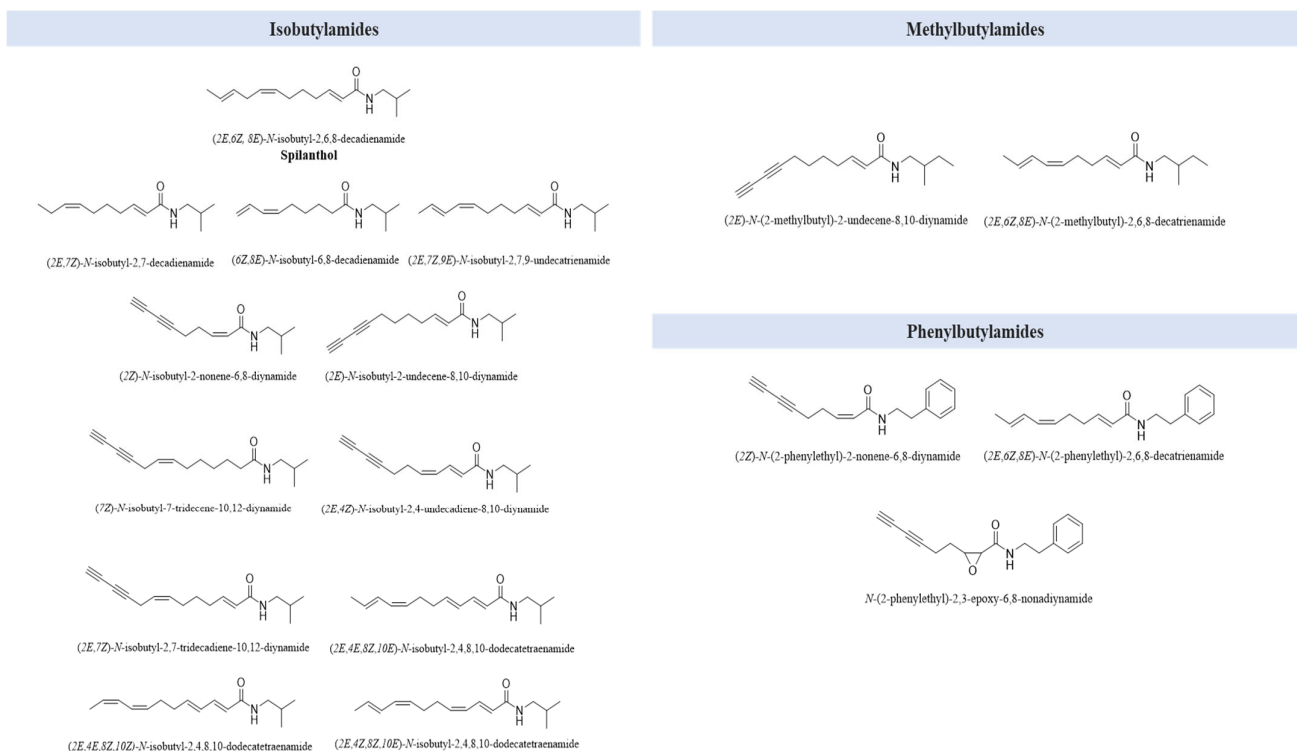 Isobutylamides
(2E,6Z, 8E)-N-isobutyl-2,6,8-decadienamide
Spilanthol
(2E,7Z)-N-isobutyl-2,7-decadienamide
(6Z,8E)-N-isobutyl-6,8-decadienamide
(2E,7Z,9E)-N-isobutyl-2,7,9-undecatrienamide
(2Z)-N-isobutyl-2-nonene-6,8-diynamide
(2E)-N-isobutyl-2-undecene-8,10-diynamide
(7Z)-N-isobutyl-7-tridecene-10,12-diynamide
(2E,4Z)-N-isobutyl-2,4-undecadiene-8,10-diynamide
(2E,7Z)-N-isobutyl-2,7-tridecadiene-10,12-diynamide
(2E,4E,8Z,10E)-N-isobutyl-2,4,8,10-dodecatetraenamide
(2E,4E,8Z,10Z)-N-isobutyl-2,4,8,10-dodecatetraenamide
(2E,4Z,8Z,10E)-N-isobutyl-2,4,8,10-dodecatetraenamide
Methylbutylamides
(2E)-N-(2-methylbutyl)-2-undecene-8,10-diynamide
(2E,6Z,8E)-N-(2-methylbutyl)-2,6,8-decatrienamide
Phenylbutylamides
(2Z)-N-(2-phenylethyl)-2-nonene-6,8-diynamide
(2E,6Z,8E)-N-(2-phenylethyl)-2,6,8-decatrienamide
N-(2-phenylethyl)-2,3-epoxy-6,8-nonadiynamide